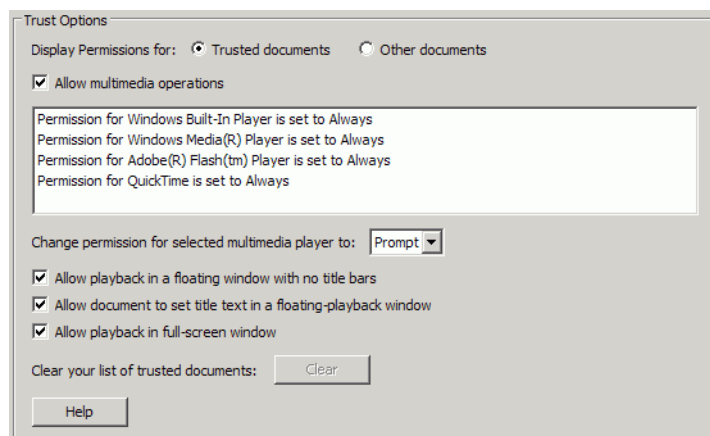 Trust Options
Display Permissions for: Trusted documents Other documents
Allow multimedia operations
Permission for Windows Built-In Player is set to Always
Permission for Windows Media(R) Player is set to Always
Permission for Adobe(R) Flash(tm) Player is set to Always
Permission for QuickTime is set to Always
Change permission for selected multimedia player to: Prompt
Allow playback in a floating window with no title bars
Allow document to set title text in a floating-playback window
Allow playback in full-screen window
Clear your list of trusted documents: Clear
Help